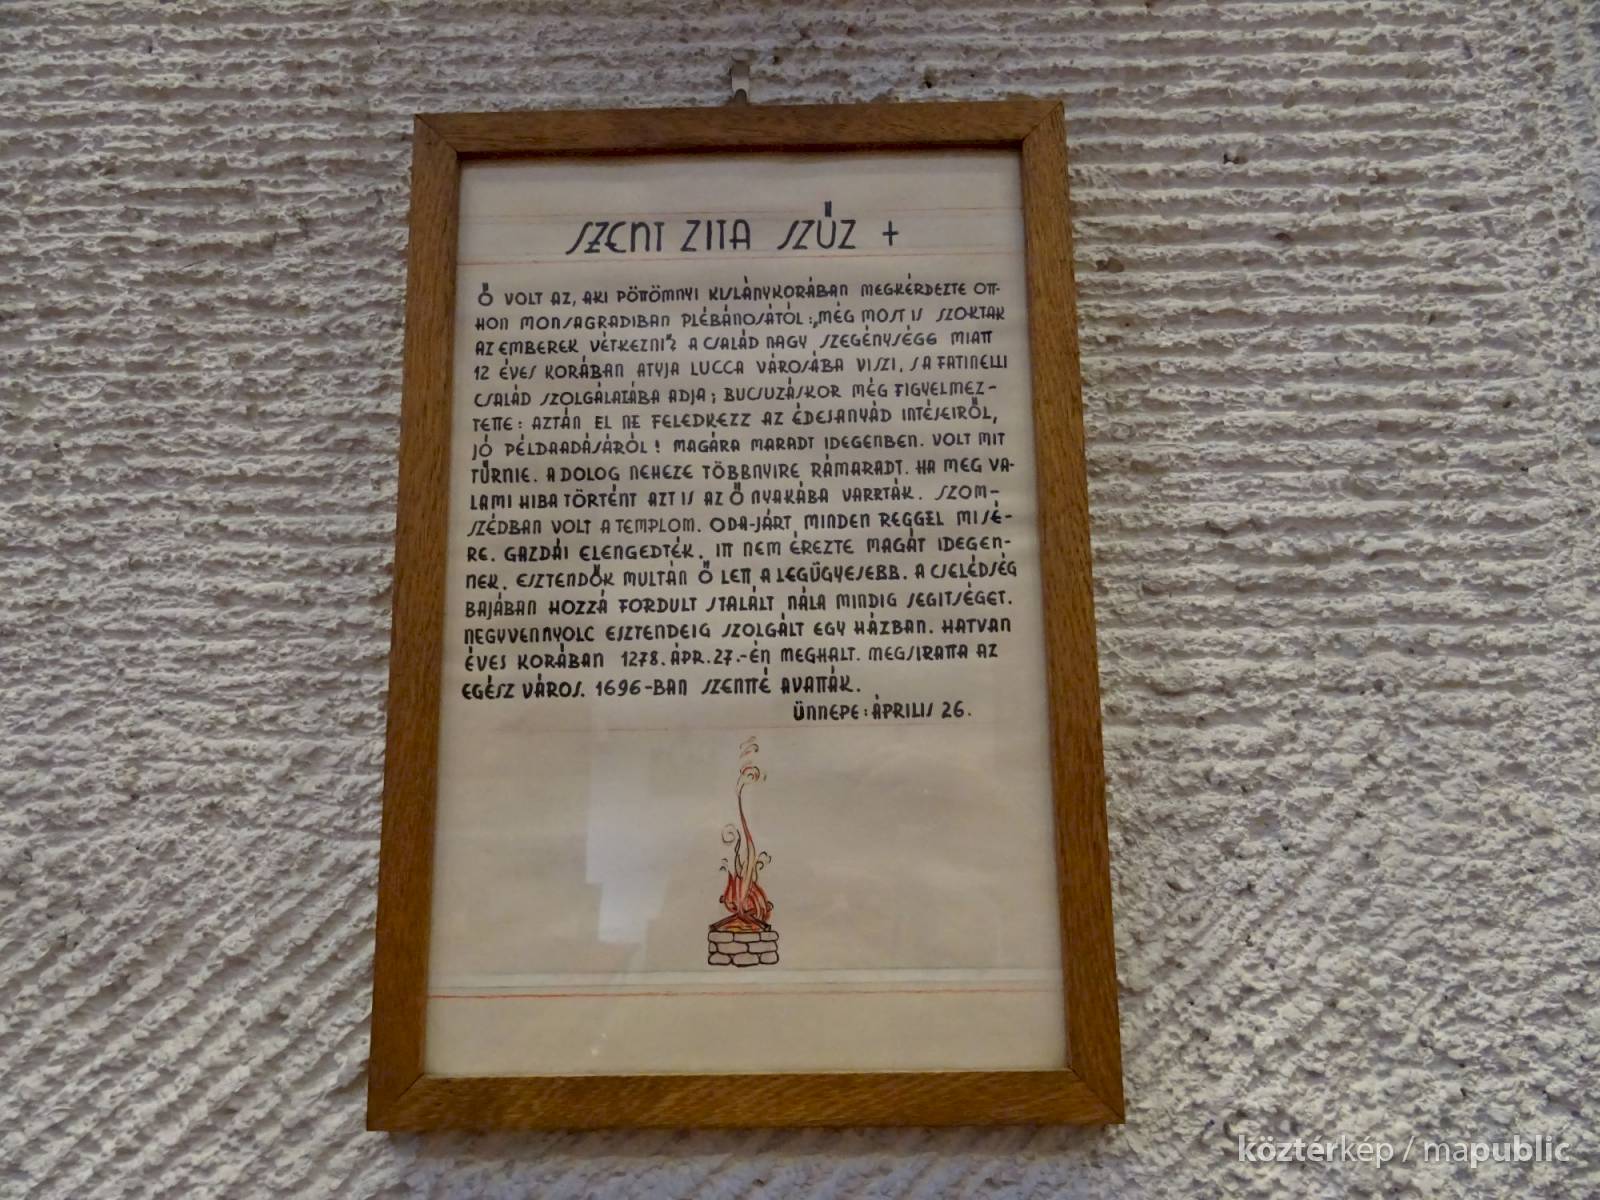 SZENT ZITA SZŰZ +
Ő VOLT AZ, AKI PÖTTÖMNYI KISLÁNYKORÁBAN MEGKÉRDEZTE OTT-
HON MONSAGRADIBAN PLÉBÁNOSÁTÓL: „MÉG MOST IS SZOKTAK
AZ EMBEREK VÉTKEZNI"? A CSALÁD NAGY SZEGÉNYSÉGE MIATT
12 ÉVES KORÁBAN ATYJA LUCCA VÁROSÁBA VISZI, S A FATINELLI
CSALÁD SZOLGÁLATÁBA ADJA; BUCSUZÁSKOR MÉG FIGYELMEZ-
TETTE: AZTÁN EL NE FELEDKEZZ AZ ÉDESANYÁD INTÉSEIRŐL,
JÓ PÉLDAADÁSÁRÓL! MAGÁRA MARADT IDEGENBEN. VOLT MIT
TŰRNIE. A DOLOG NEHEZE TÖBBNYIRE RÁMARADT. HA MEG VA-
LAMI HIBA TÖRTÉNT AZT IS AZ Ő NYAKÁBA VARRTÁK. SZOM-
SZÉDBAN VOLT A TEMPLOM. ODA-JÁRT MINDEN REGGEL MISÉ-
RE. GAZDÁI ELENGEDTÉK. ITT NEM ÉREZTE MAGÁT IDEGEN-
NEK. ESZTENDŐK MULTÁN Ő LETT A LEGÜGYESEBB. A CSELÉDSÉG
BAJÁBAN HOZZÁ FORDULT S TALÁLT NÁLA MINDIG SEGITSÉGET.
NEGYVENNYOLC ESZTENDEIG SZOLGÁLT EGY HÁZBAN. HATVAN
ÉVES KORÁBAN 1278. ÁPR. 27.-ÉN MEGHALT. MEGSIRATTA AZ
EGÉSZ VÁROS. 1696-BAN SZENTTÉ AVATTÁK.
ÜNNEPE: ÁPRILIS 26.
köztérkép / mapublic